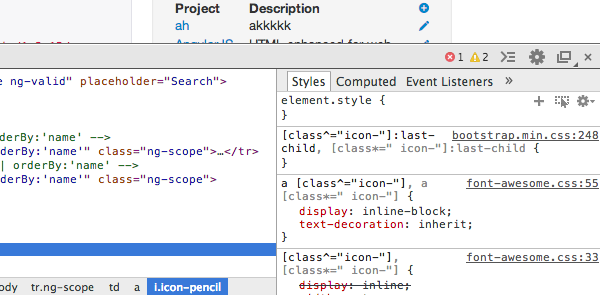 Project Description
ah akkkkk
AngularJS HTML enhanced for web
1 2
e ng-valid" placeholder="Search">
Styles Computed Event Listeners »
element.style {
}
rderBy:'name' -->
rderBy:'name'" class="ng-scope">…</tr>
| orderBy:'name' -->
rderBy:'name'" class="ng-scope">
[class^="icon-"]:last- bootstrap.min.css:248
child, [class*=" icon-"]:last-child {
}
a [class^="icon-"], a font-awesome.css:55
[class*=" icon-"] {
display: inline-block;
text-decoration: inherit;
}
[class^="icon-"], font-awesome.css:33
[class*=" icon-"] {
display: inline;
ody tr.ng-scope td a i.icon-pencil